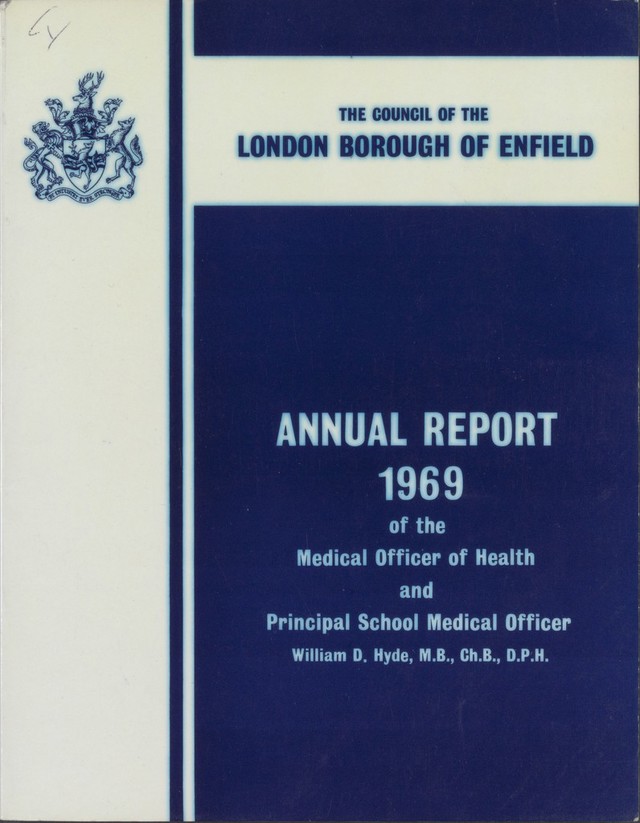 THE COUNCIL OF THE
LONDON BOROUGH OF ENFIELD
ANNUAL REPORT
1969
of the
Medical Officer of Health
and
Principal School Medical Officer
William D. Hyde, M.B., Ch.B., D.P.H.